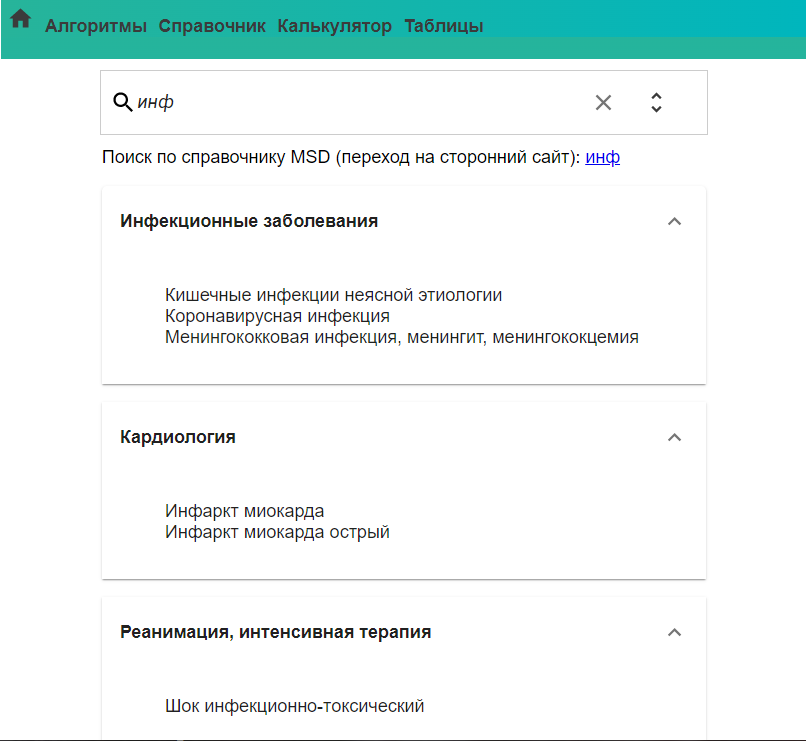 Алгоритмы Справочник Калькулятор Таблицы
инф
Поиск по справочнику MSD (переход на сторонний сайт): инф
Инфекционные заболевания
Кишечные инфекции неясной этиологии
Коронавирусная инфекция
Менингококковая инфекция, менингит, менингококцемия
Кардиология
Инфаркт миокарда
Инфаркт миокарда острый
Реанимация, интенсивная терапия
Шок инфекционно-токсический